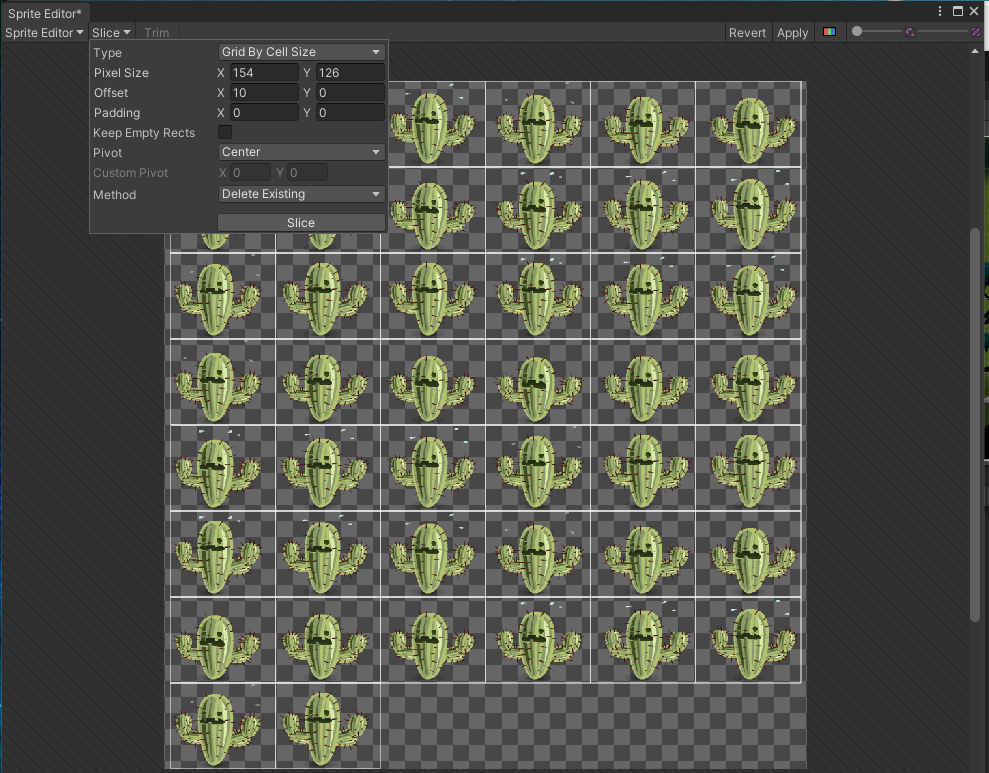 Sprite Editor*
Sprite Editor Slice Trim Revert Apply
Type Grid By Cell Size
Pixel Size X 154 Y 126
Offset X 10 Y 0
Padding X 0 Y 0
Keep Empty Rects
Pivot Center
Custom Pivot X 0 Y 0
Method Delete Existing
Slice